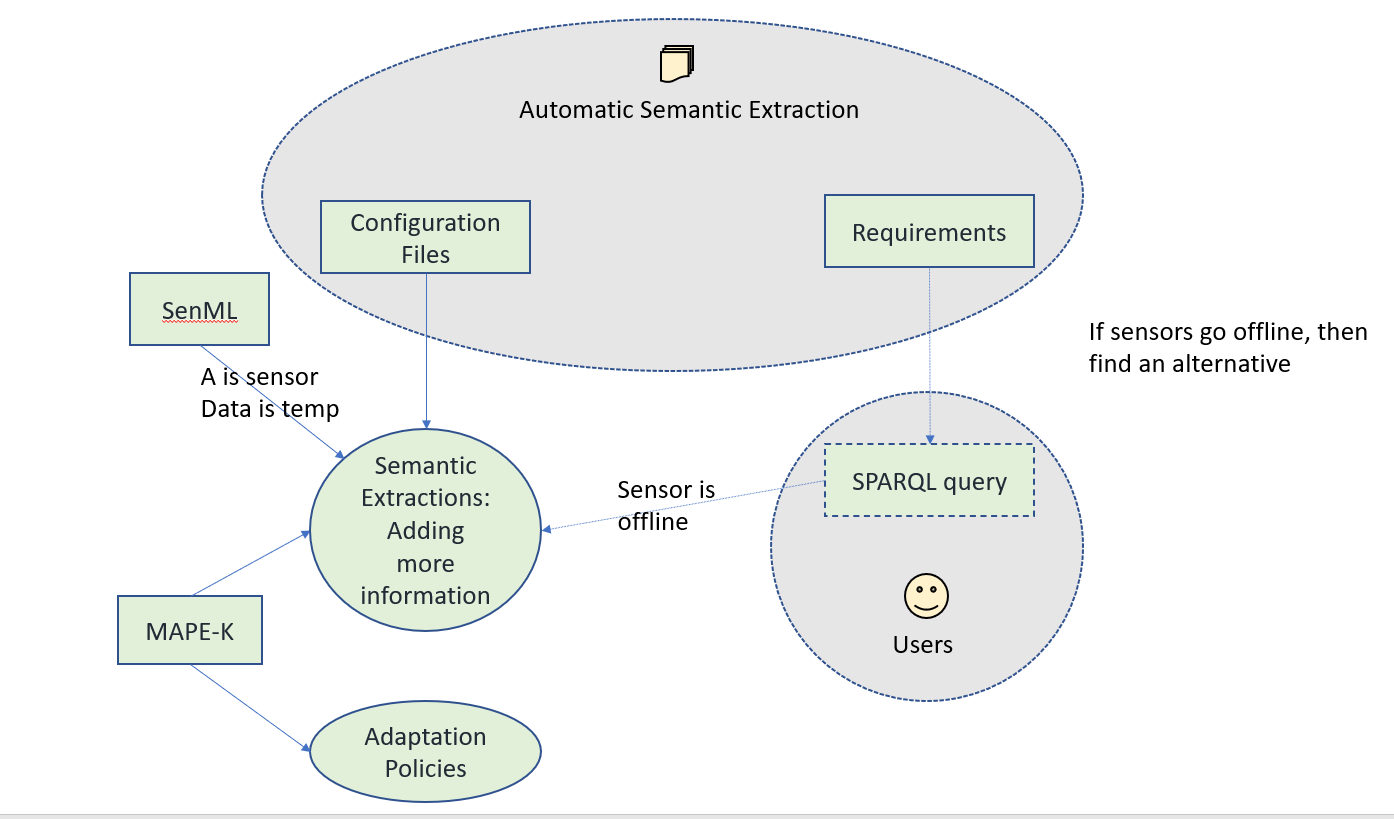 Automatic Semantic Extraction
Configuration
Files
Requirements
SenML
If sensors go offline, then
find an alternative
A is sensor
Data is temp
Semantic
Extractions:
Adding
more
information
Sensor is
offline
SPARQL query
Users
MAPE-K
Adaptation
Policies